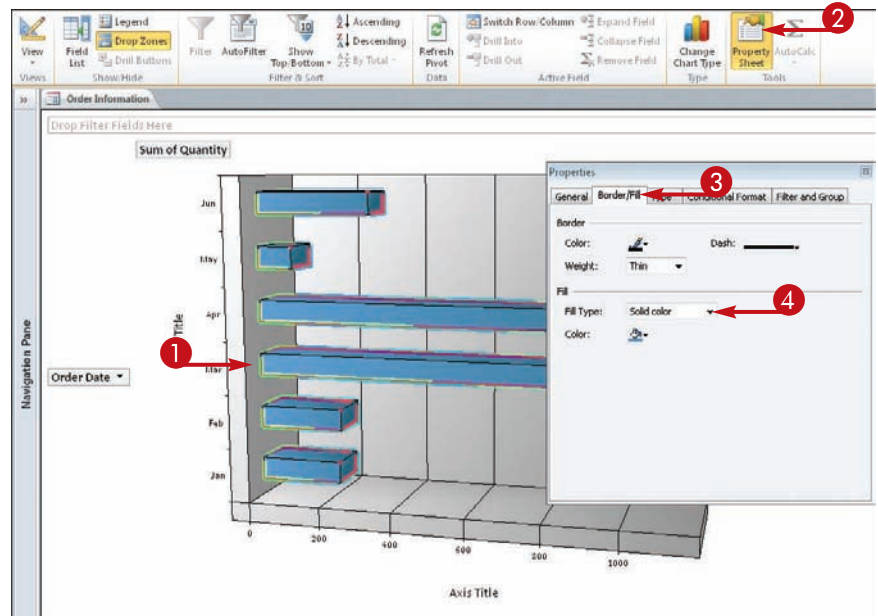 Legend
Drop Zones
Drill Buttons
View
Field List
Views
Show/Hide
Filter
AutoFilter
Show Top/Bottom
Ascending
Descending
By Total
Filter & Sort
Refresh Pivot
Data
Switch Row/Column
Drill Into
Drill Out
Expand Field
Collapse Field
Remove Field
Active Field
Change Chart Type
Type
Property Sheet
AutoCalc
Tools
2
»
Order Information
Drop Filter Fields Here
Sum of Quantity
Navigation Pane
Order Date
1
Title
Jun
May
Apr
Mar
Feb
Jan
0
200
400
600
800
1000
Axis Title
Properties
General
Border/Fill
Type
Conditional Format
Filter and Group
3
Border
Color:
Dash:
Weight:
Thin
Fill
Fill Type:
Solid color
4
Color: